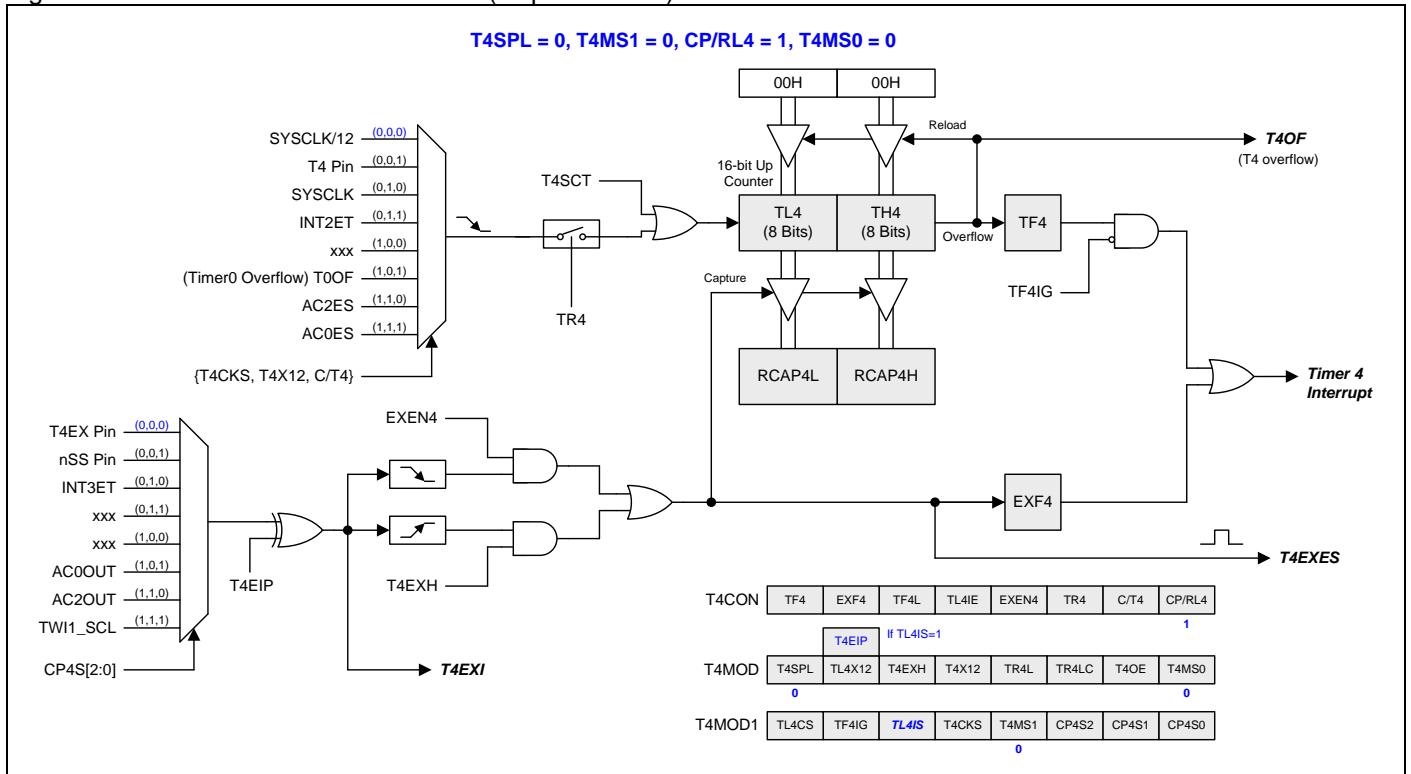 T4SPL = 0, T4MS1 = 0, CP/RL4 = 1, T4MS0 = 0
00H 00H
Reload
T4OF
(T4 overflow)
16-bit Up
Counter
SYSCLK/12 (0,0,0)
T4 Pin (0,0,1)
SYSCLK (0,1,0)
INT2ET (0,1,1)
xxx (1,0,0)
(Timer0 Overflow) T0OF (1,0,1)
AC2ES (1,1,0)
AC0ES (1,1,1)
{T4CKS, T4X12, C/T4}
TR4
T4SCT
TL4
(8 Bits)
TH4
(8 Bits)
Overflow
TF4
TF4IG
Capture
RCAP4L RCAP4H
Timer 4
Interrupt
T4EX Pin (0,0,0)
nSS Pin (0,0,1)
INT3ET (0,1,0)
xxx (0,1,1)
xxx (1,0,0)
AC0OUT (1,0,1)
AC2OUT (1,1,0)
TWI1_SCL (1,1,1)
CP4S[2:0]
T4EIP
EXEN4
T4EXH
T4EXI
EXF4
T4EXES
T4CON TF4 EXF4 TF4L TL4IE EXEN4 TR4 C/T4 CP/RL4
1
T4EIP If TL4IS=1
T4MOD T4SPL TL4X12 T4EXH T4X12 TR4L TR4LC T4OE T4MS0
0 0
T4MOD1 TL4CS TF4IG TL4IS T4CKS T4MS1 CP4S2 CP4S1 CP4S0
0